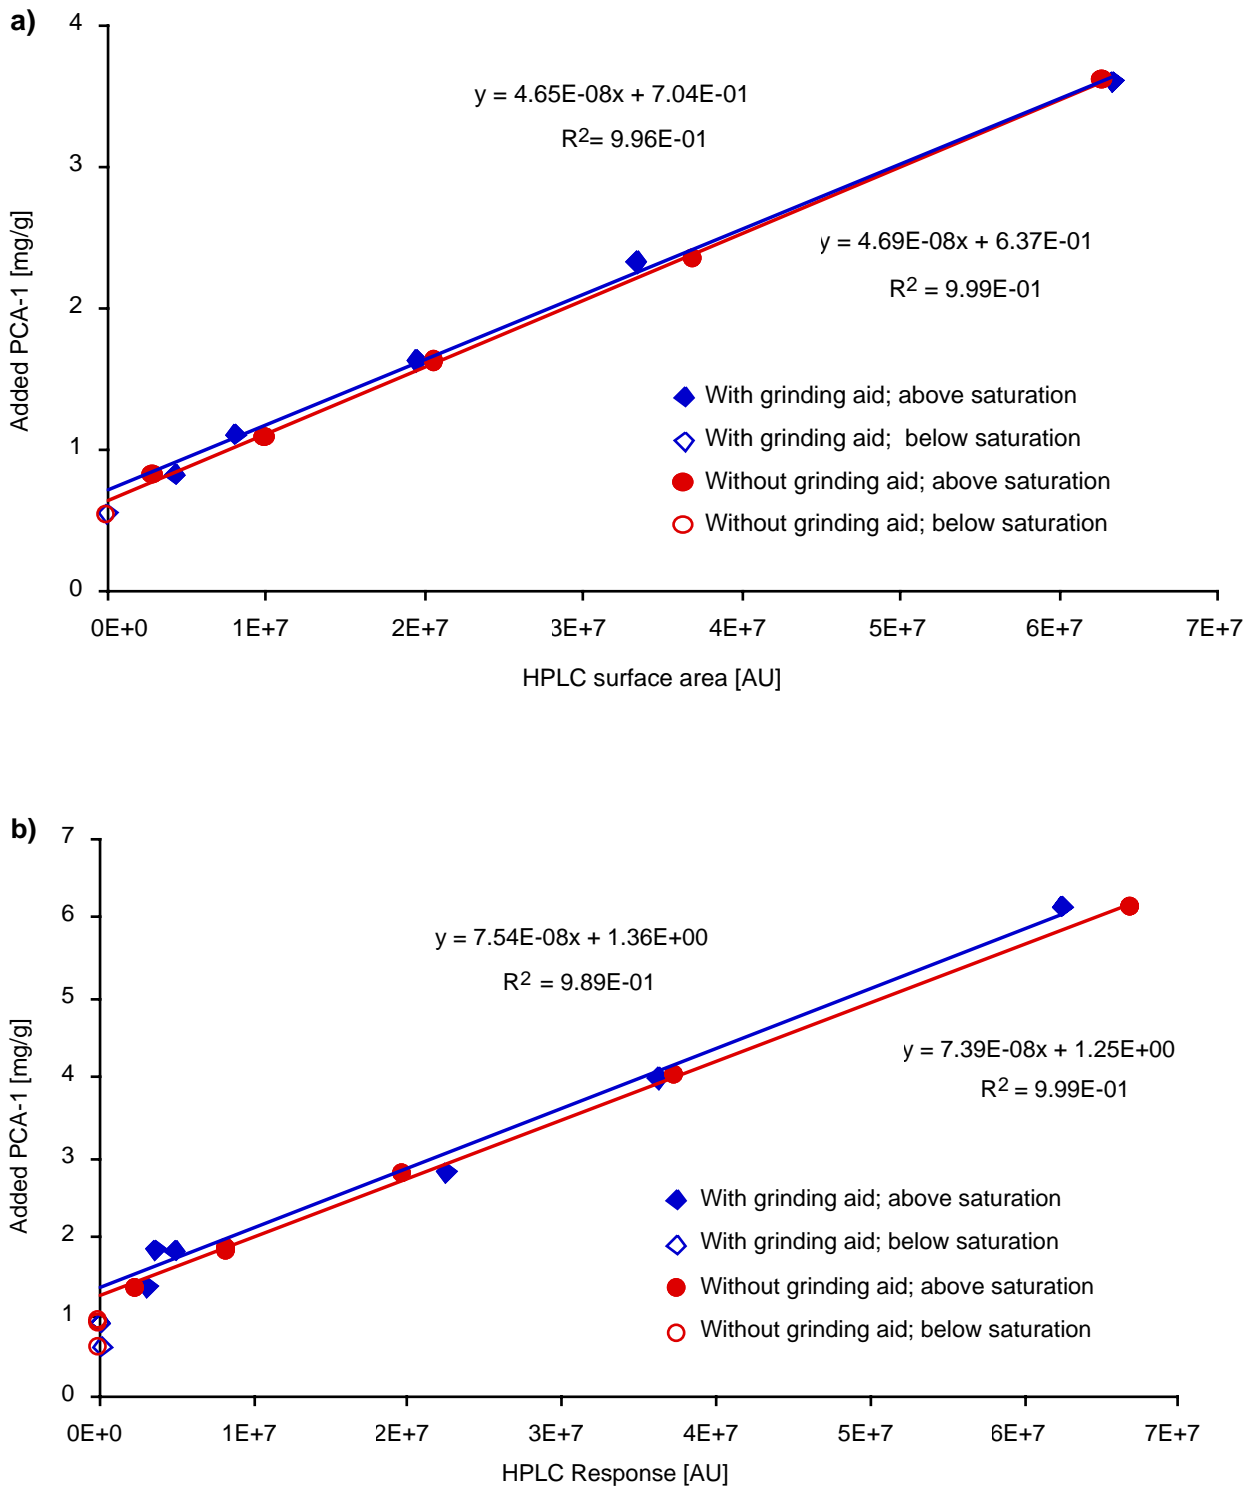 a)
4
3
2
1
0
Added PCA-1 [mg/g]
y = 4.65E-08x + 7.04E-01
R2= 9.96E-01
y = 4.69E-08x + 6.37E-01
R2 = 9.99E-01
With grinding aid; above saturation
With grinding aid; below saturation
Without grinding aid; above saturation
Without grinding aid; below saturation
0E+0 1E+7 2E+7 3E+7 4E+7 5E+7 6E+7 7E+7
HPLC surface area [AU]
b)
7
6
5
4
3
2
1
0
Added PCA-1 [mg/g]
y = 7.54E-08x + 1.36E+00
R2 = 9.89E-01
y = 7.39E-08x + 1.25E+00
R2 = 9.99E-01
With grinding aid; above saturation
With grinding aid; below saturation
Without grinding aid; above saturation
Without grinding aid; below saturation
0E+0 1E+7 2E+7 3E+7 4E+7 5E+7 6E+7 7E+7
HPLC Response [AU]